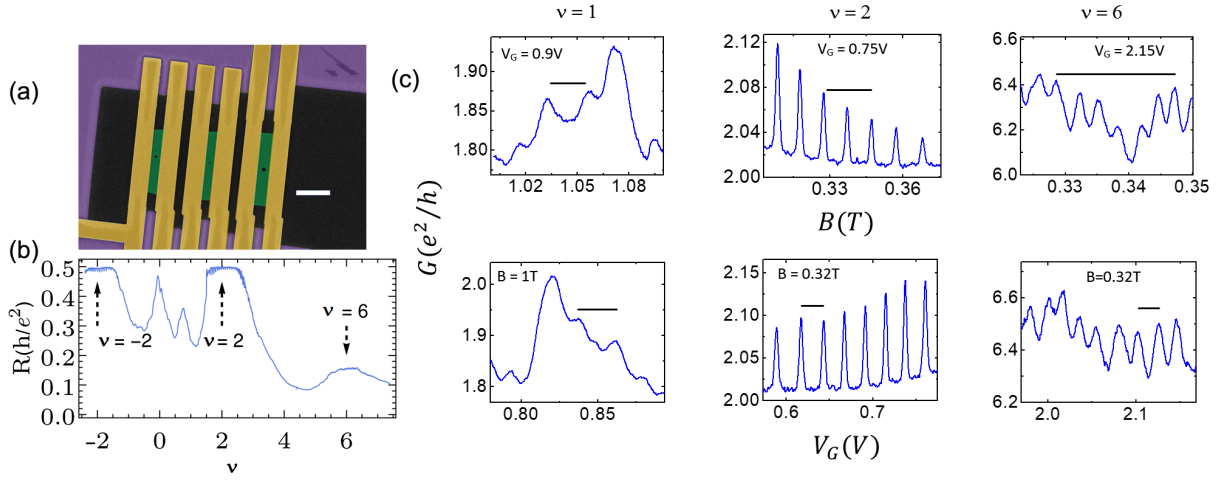 ν = 1
ν = 2
ν = 6
(a)
(c)
V_G = 0.9V
1.90
1.85
1.80
1.02
1.05
1.08
V_G = 0.75V
2.12
2.08
2.04
2.00
0.33
0.36
V_G = 2.15V
6.6
6.4
6.2
6.0
0.33
0.34
0.35
G(e²/h)
B(T)
(b)
0.5
0.4
0.3
0.2
0.1
0.0
R (h/e²)
ν = −2
ν = 2
ν = 6
-2
0
2
4
6
ν
B = 1T
2.0
1.9
1.8
0.80
0.85
B = 0.32T
2.15
2.10
2.05
2.00
0.6
0.7
B=0.32T
6.6
6.4
6.2
2.0
2.1
V_G(V)